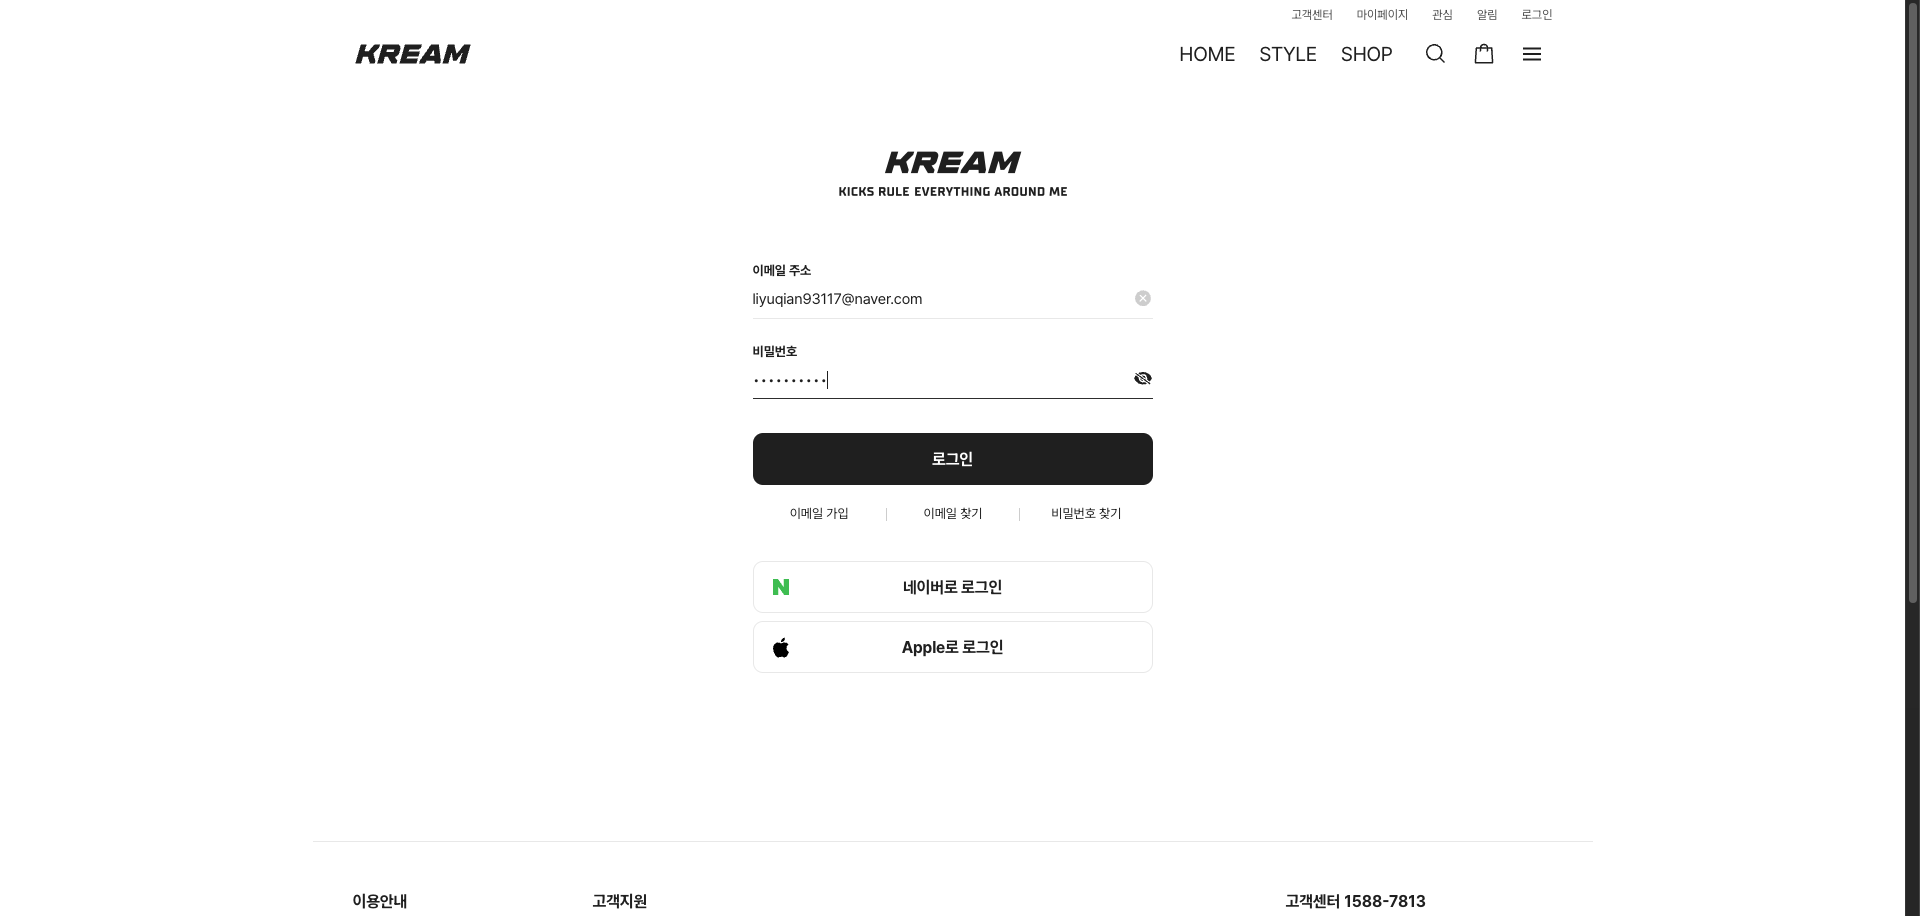 고객센터 마이페이지 관심 알림 로그인
KREAM HOME STYLE SHOP
KREAM
KICKS RULE EVERYTHING AROUND ME
이메일 주소
liyuqian93117@naver.com
비밀번호
••••••••••
로그인
이메일 가입 이메일 찾기 비밀번호 찾기
네이버로 로그인
Apple로 로그인
이용안내 고객지원 고객센터 1588-7813